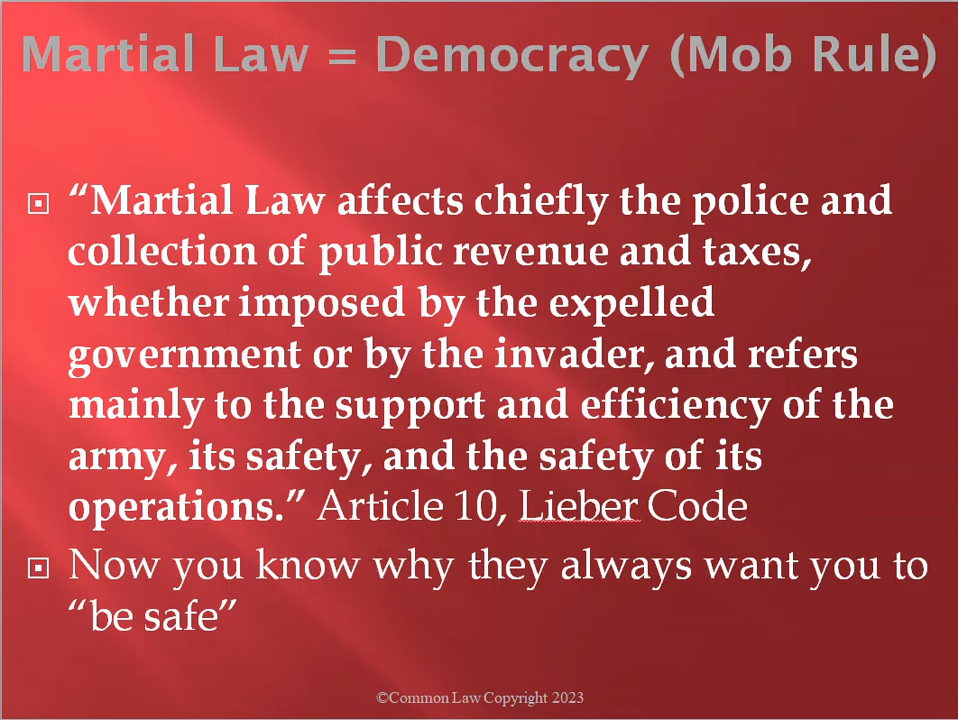 Martial Law = Democracy (Mob Rule)
“Martial Law affects chiefly the police and
collection of public revenue and taxes,
whether imposed by the expelled
government or by the invader, and refers
mainly to the support and efficiency of the
army, its safety, and the safety of its
operations.” Article 10, Lieber Code
Now you know why they always want you to
“be safe”
©Common Law Copyright 2023